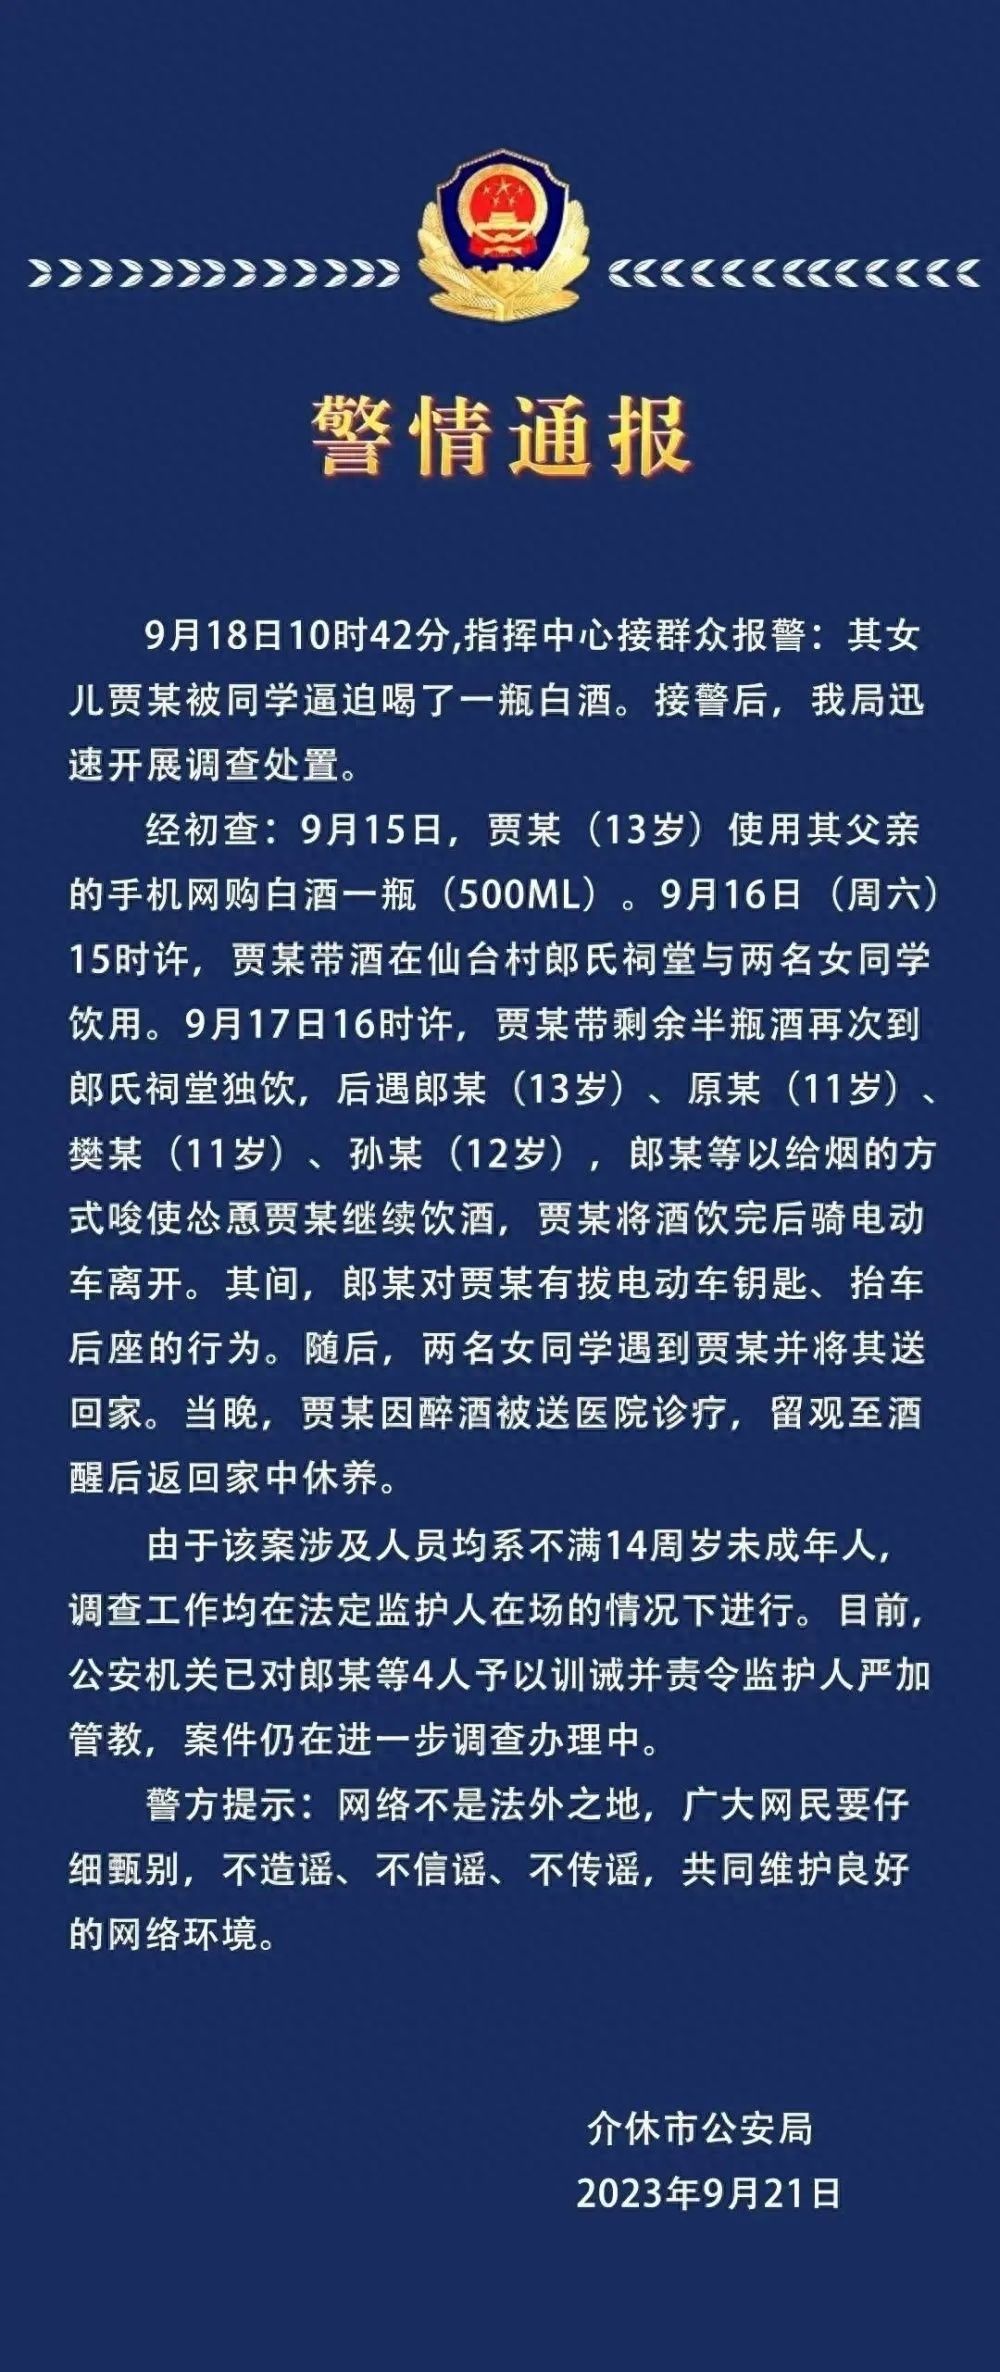 警情通报
9月18日10时42分,指挥中心接群众报警：其女
儿贾某被同学逼迫喝了一瓶白酒。接警后，我局迅
速开展调查处置。
经初查：9月15日，贾某（13岁）使用其父亲
的手机网购白酒一瓶（500ML）。9月16日（周六）
15时许，贾某带酒在仙台村郎氏祠堂与两名女同学
饮用。9月17日16时许，贾某带剩余半瓶酒再次到
郎氏祠堂独饮，后遇郎某（13岁）、原某（11岁）、
樊某（11岁）、孙某（12岁），郎某等以给烟的方
式唆使怂恿贾某继续饮酒，贾某将酒饮完后骑电动
车离开。其间，郎某对贾某有拔电动车钥匙、抬车
后座的行为。随后，两名女同学遇到贾某并将其送
回家。当晚，贾某因醉酒被送医院诊疗，留观至酒
醒后返回家中休养。
由于该案涉及人员均系不满14周岁未成年人，
调查工作均在法定监护人在场的情况下进行。目前，
公安机关已对郎某等4人予以训诫并责令监护人严加
管教，案件仍在进一步调查办理中。
警方提示：网络不是法外之地，广大网民要仔
细甄别，不造谣、不信谣、不传谣，共同维护良好
的网络环境。
介休市公安局
2023年9月21日